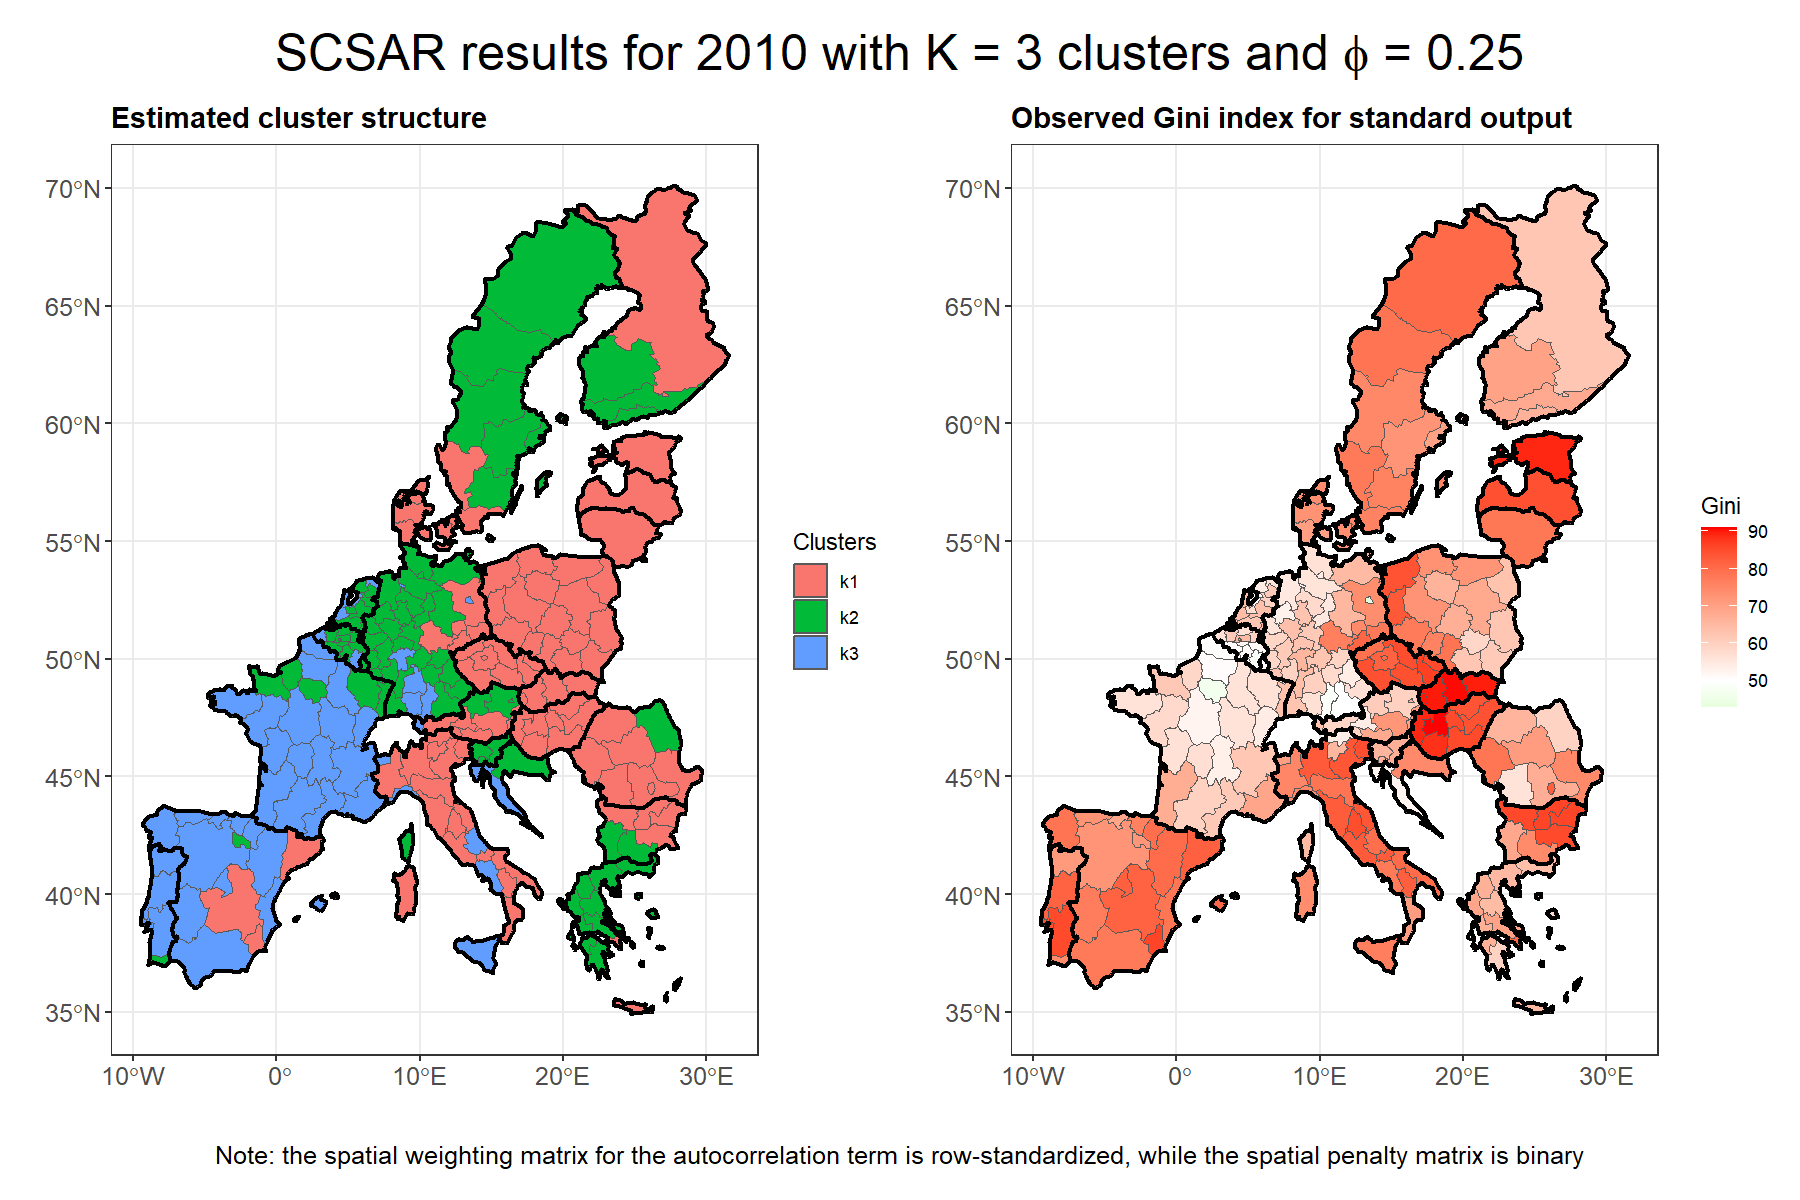 SCSAR results for 2010 with K = 3 clusters and ϕ = 0.25
Estimated cluster structure
70°N
65°N
60°N
55°N
50°N
45°N
40°N
35°N
10°W 0° 10°E 20°E 30°E
Clusters
k1
k2
k3
Observed Gini index for standard output
70°N
65°N
60°N
55°N
50°N
45°N
40°N
35°N
10°W 0° 10°E 20°E 30°E
Gini
90
80
70
60
50
Note: the spatial weighting matrix for the autocorrelation term is row-standardized, while the spatial penalty matrix is binary